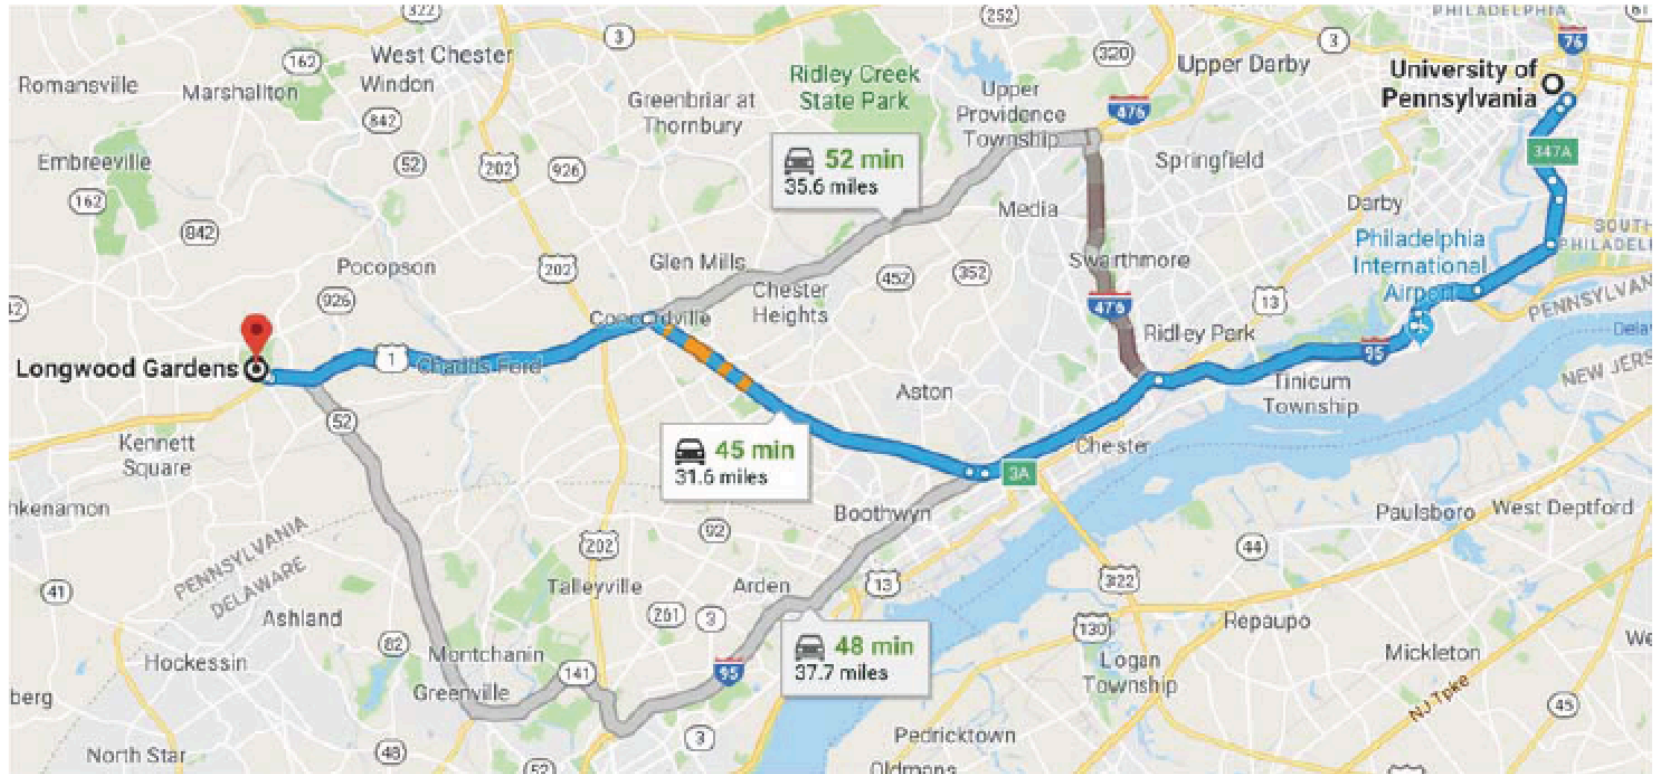 322
252
PHILADELPHIA
3
3
76
162
West Chester
320
Upper Darby
University of
Pennsylvania
Romansville
Marshallton
Windon
Ridley Creek
State Park
Upper
Providence
Township
476
Greenbriar at
Thornbury
842
347A
Embreeville
52
202
926
52 min
35.6 miles
Springfield
162
Media
Darby
842
SOUTH
PHILADEL
Philadelphia
International
Airport
Pocopson
202
Glen Mills
452
352
Swarthmore
926
Chester
Heights
476
13
PENNSYLVAN
Concordville
Ridley Park
Longwood Gardens
1
Chadds Ford
95
NEW JERS
Aston
Tinicum
Township
52
Kennett
Square
45 min
31.6 miles
Chester
3A
hkenamon
Boothwyn
Paulsboro
West Deptford
92
PENNSYLVANIA
DELAWARE
202
44
41
Talleyville
Arden
13
322
Ashland
261
3
130
Repaupo
82
48 min
37.7 miles
Hockessin
Montchanin
95
Logan
Township
Mickleton
Greenville
141
berg
NJ Tpke
45
3
Pedricktown
North Star
48
52
Oldmans